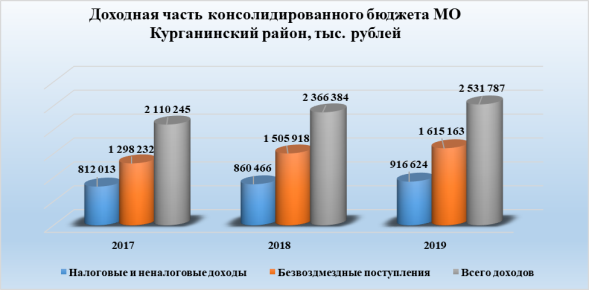 Доходная часть консолидированного бюджета МО
Курганинский район, тыс. рублей
812 013
1 298 232
2 110 245
860 466
1 505 918
2 366 384
916 624
1 615 163
2 531 787
2017
2018
2019
Налоговые и неналоговые доходы
Безвоздмездные поступления
Всего доходов